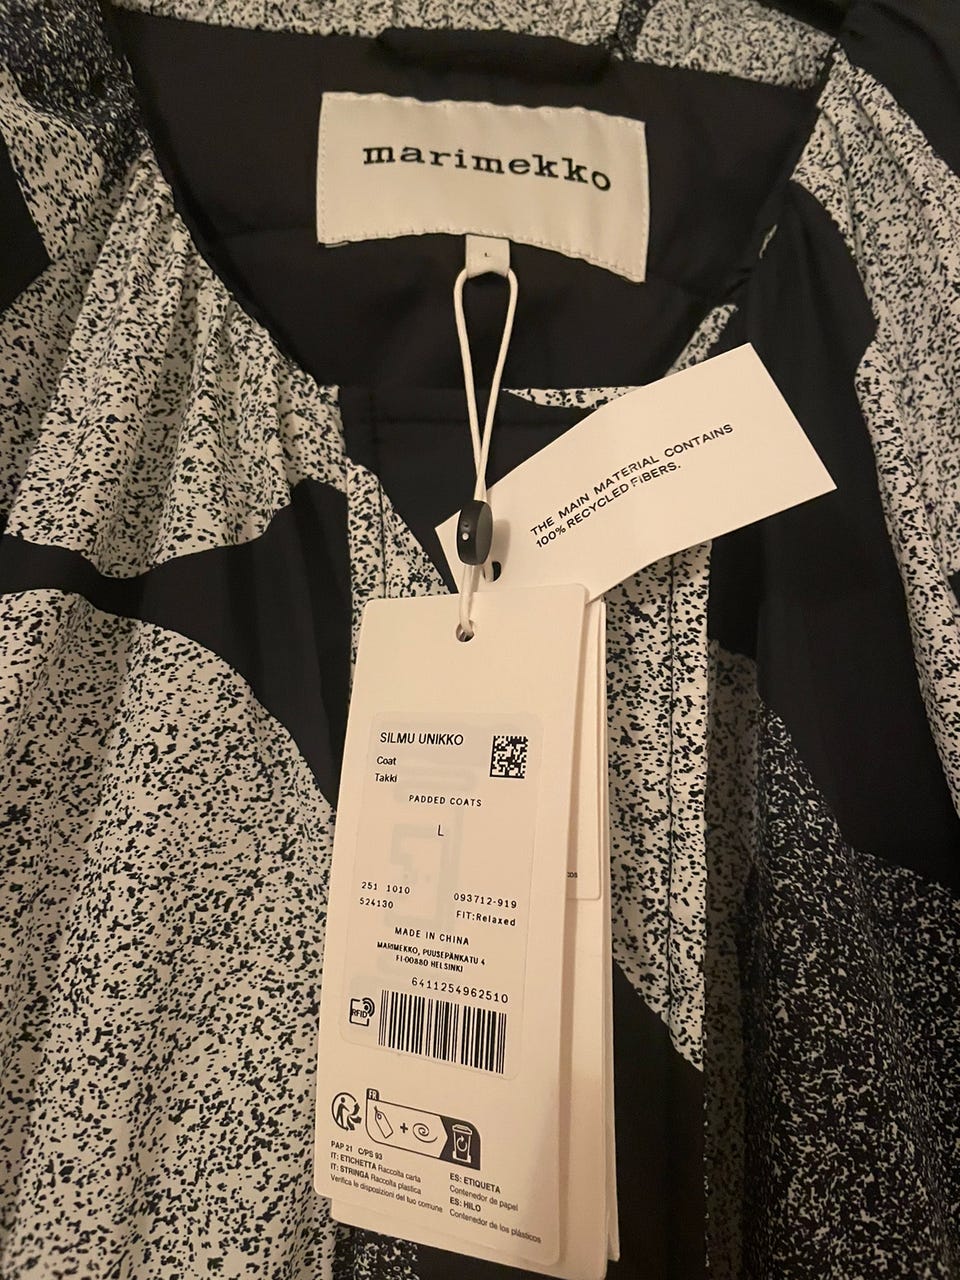 marimekko
L
THE MAIN MATERIAL CONTAINS
100% RECYCLED FIBERS.
SILMU UNIKKO
Coat
Takki
PADDED COATS
L
251 1010
093712-919
524130
FIT:Relaxed
MADE IN CHINA
MARIMEKKO, PUUSEPÄNKATU 4
FI-00880 HELSINKI
6411254962510
RFID
FR
PAP 21 C/PS 93
IT: ETICHETTA Raccolta carta
IT: STRINGA Raccolta plastica
Verifica le disposizioni del tuo comune
ES: ETIQUETA
Contenedor de papel
ES: HILO
Contenedor de los plásticos